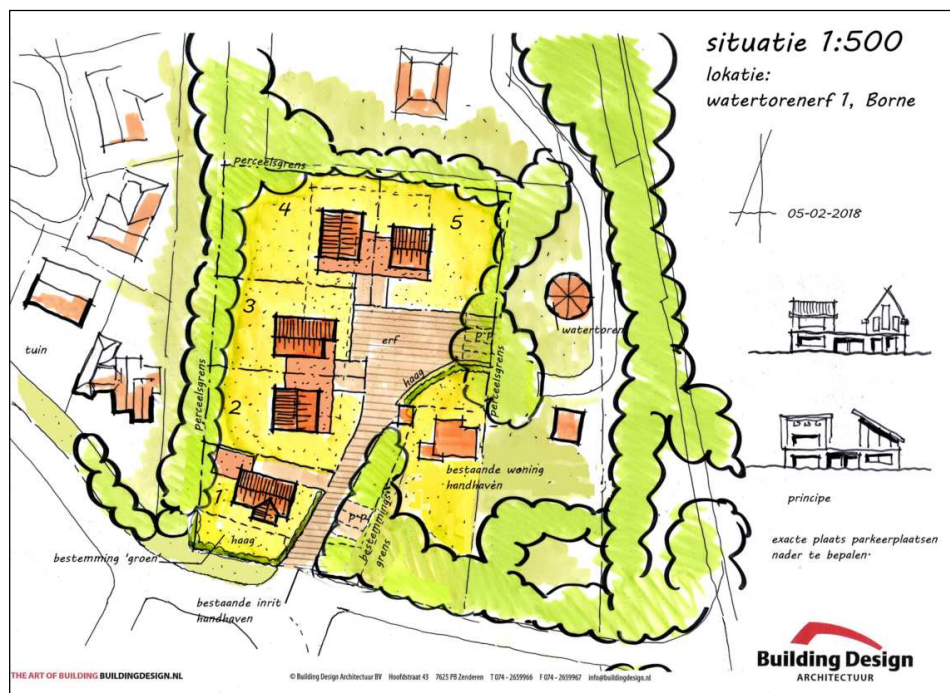 situatie 1:500
lokatie:
watertorenerf 1, Borne
05-02-2018
perceelsgrens
4
5
3
erf
p.p
watertoren
tuin
perceelsgrens
haag
perceelsgrens
2
bestaande woning
handhaven
1
haag
p.p
bestemmings
grens
bestemming 'groen'
bestaande inrit
handhaven
principe
exacte plaats parkeerplaatsen
nader te bepalen.
Building Design
ARCHITECTUUR
THE ART OF BUILDING BUILDINGDESIGN.NL
© Building Design Architectuur BV Hoofdstraat 43 7625 PB Zenderen T 074 - 2659966 F 074 - 2659967 info@buildingdesign.nl